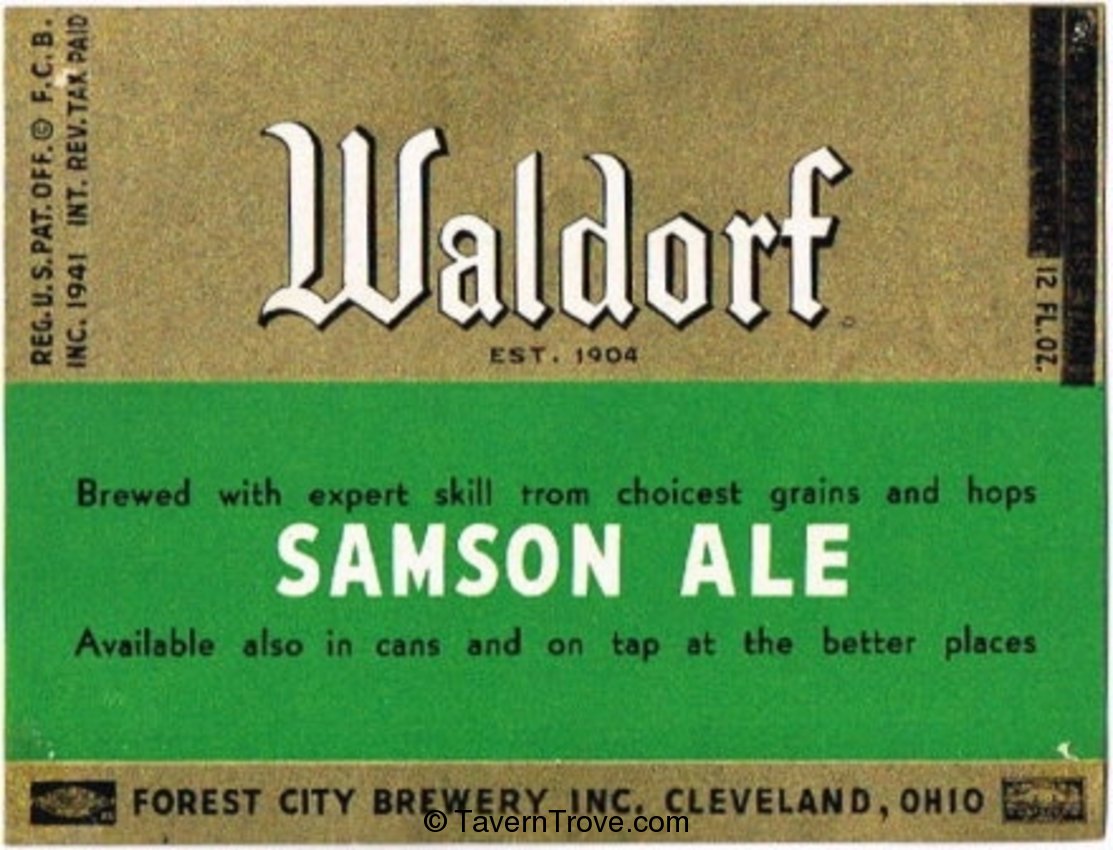 REG. U.S. PAT. OFF. © F.C.B.
INC. 1941 INT. REV. TAX PAID
Waldorf
EST. 1904
12 FL. OZ.
Brewed with expert skill from choicest grains and hops
SAMSON ALE
Available also in cans and on tap at the better places
FOREST CITY BREWERY, INC. CLEVELAND, OHIO
© TavernTrove.com